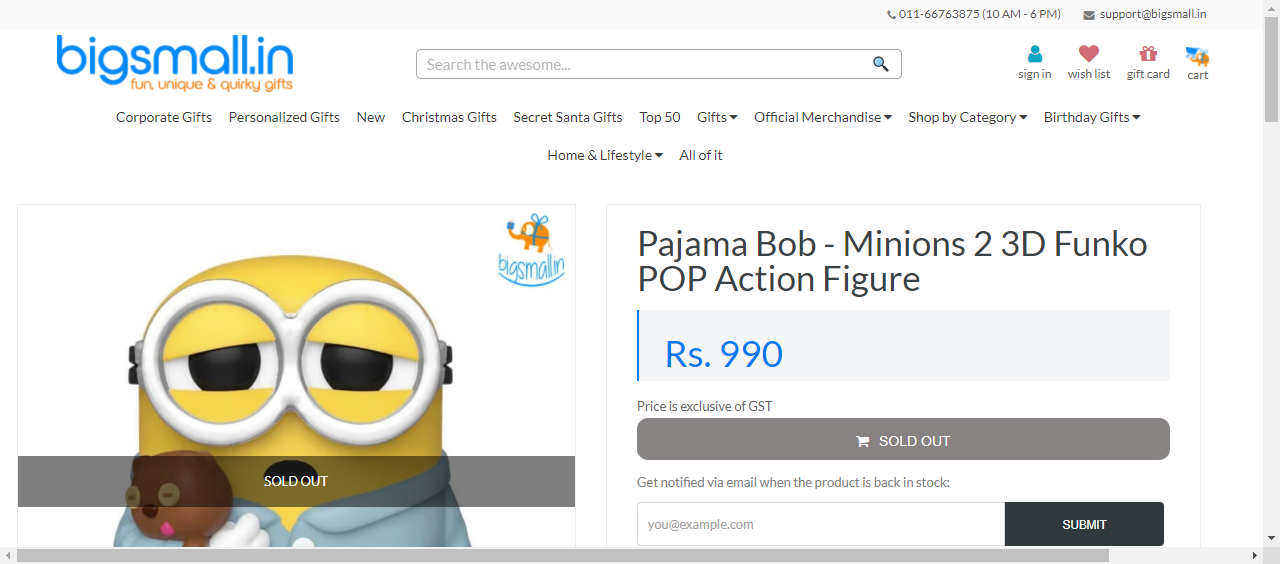 011-66763875 (10 AM - 6 PM) support@bigsmall.in
bigsmall.in
fun, unique & quirky gifts
Search the awesome...
sign in wish list gift card cart
Corporate Gifts Personalized Gifts New Christmas Gifts Secret Santa Gifts Top 50 Gifts Official Merchandise Shop by Category Birthday Gifts
Home & Lifestyle All of it
bigsmall.in
SOLD OUT
Pajama Bob - Minions 2 3D Funko
POP Action Figure
Rs. 990
Price is exclusive of GST
SOLD OUT
Get notified via email when the product is back in stock:
you@example.com SUBMIT